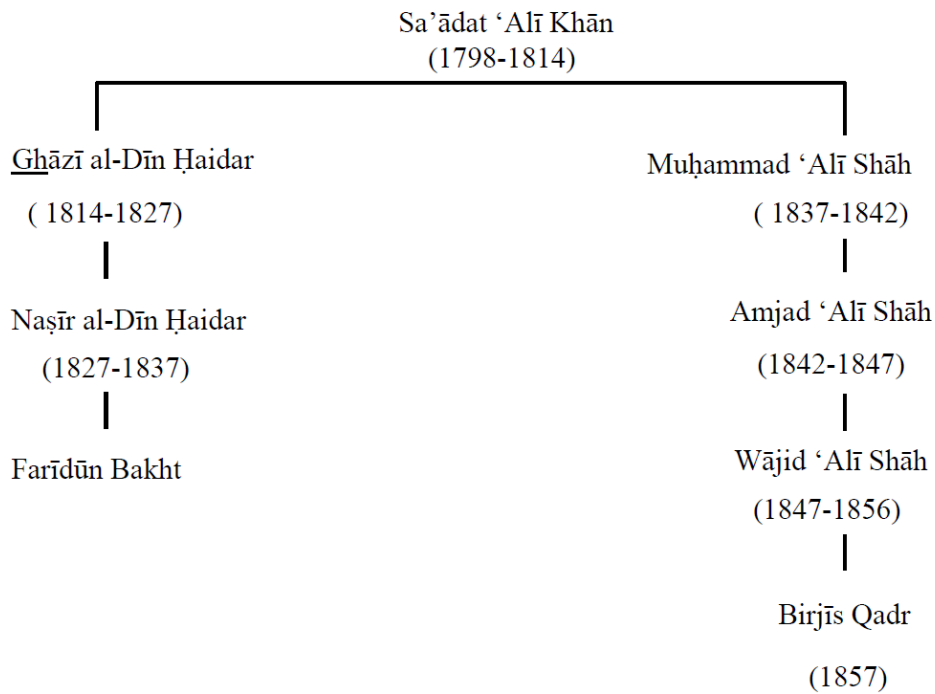 Sa’ādat ‘Alī Khān
(1798-1814)
Ghāzī al-Dīn Ḥaidar
( 1814-1827)
Naṣīr al-Dīn Ḥaidar
(1827-1837)
Farīdūn Bakht
Muḥammad ‘Alī Shāh
( 1837-1842)
Amjad ‘Alī Shāh
(1842-1847)
Wājid ‘Alī Shāh
(1847-1856)
Birjīs Qadr
(1857)